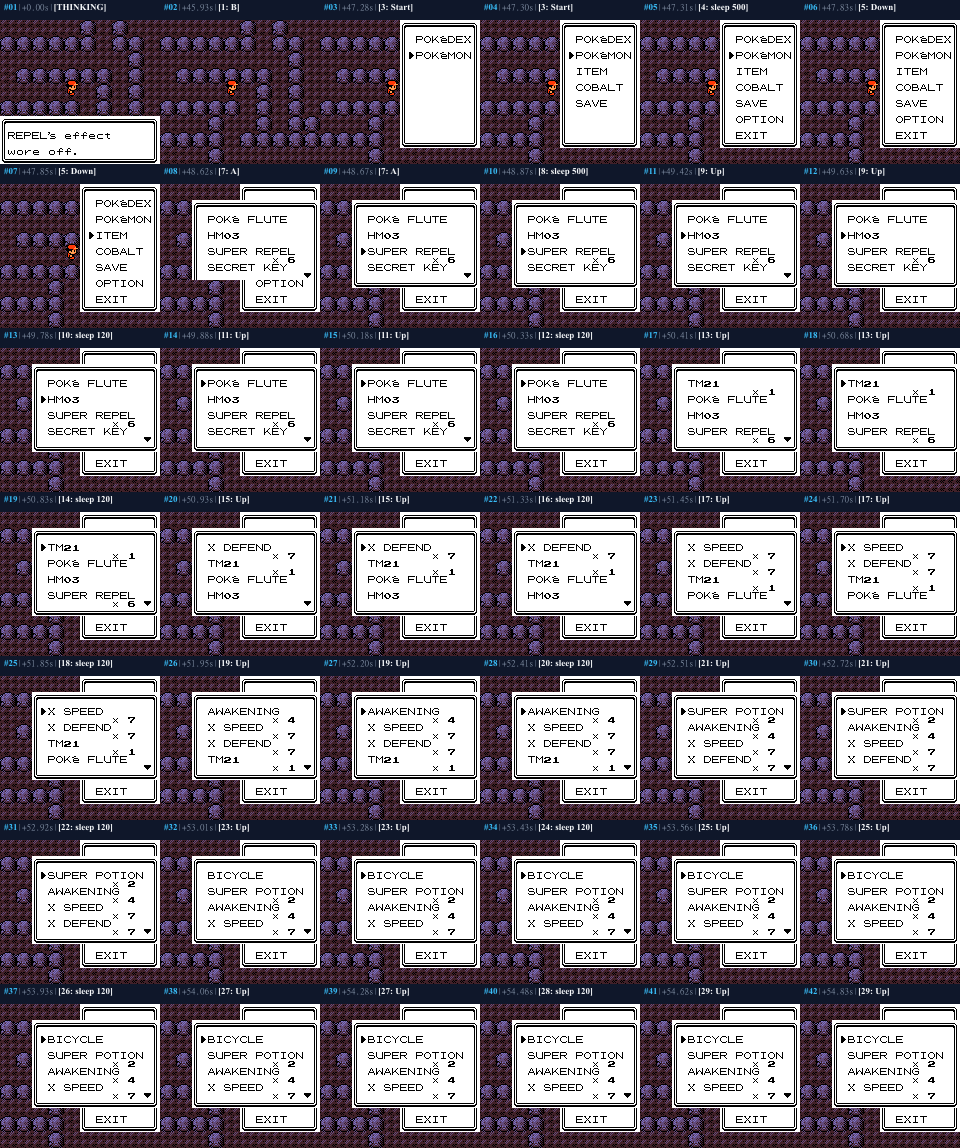 #01|+0.00s|[THINKING]
REPEL's effect
wore off.
#02|+45.93s|[1: B]
#03|+47.28s|[3: Start]
POKéDEX
▶POKéMON
#04|+47.30s|[3: Start]
POKéDEX
▶POKéMON
ITEM
COBALT
SAVE
#05|+47.31s|[4: sleep 500]
POKéDEX
▶POKéMON
ITEM
COBALT
SAVE
OPTION
EXIT
#06|+47.83s|[5: Down]
POKéDEX
▶POKéMON
ITEM
COBALT
SAVE
OPTION
EXIT
#07|+47.85s|[5: Down]
POKéDEX
POKéMON
▶ITEM
COBALT
SAVE
OPTION
EXIT
#08|+48.62s|[7: A]
POKé FLUTE
HM03
SUPER REPEL
× 6
SECRET KEY
OPTION
EXIT
#09|+48.67s|[7: A]
POKé FLUTE
HM03
▶SUPER REPEL
× 6
SECRET KEY
EXIT
#10|+48.87s|[8: sleep 500]
POKé FLUTE
HM03
▶SUPER REPEL
× 6
SECRET KEY
EXIT
#11|+49.42s|[9: Up]
POKé FLUTE
▶HM03
SUPER REPEL
× 6
SECRET KEY
EXIT
#12|+49.63s|[9: Up]
POKé FLUTE
▶HM03
SUPER REPEL
× 6
SECRET KEY
EXIT
#13|+49.78s|[10: sleep 120]
POKé FLUTE
▶HM03
SUPER REPEL
× 6
SECRET KEY
EXIT
#14|+49.88s|[11: Up]
▶POKé FLUTE
HM03
SUPER REPEL
× 6
SECRET KEY
EXIT
#15|+50.18s|[11: Up]
▶POKé FLUTE
HM03
SUPER REPEL
× 6
SECRET KEY
EXIT
#16|+50.33s|[12: sleep 120]
▶POKé FLUTE
HM03
SUPER REPEL
× 6
SECRET KEY
EXIT
#17|+50.41s|[13: Up]
TM21
× 1
POKé FLUTE
HM03
SUPER REPEL
× 6
EXIT
#18|+50.68s|[13: Up]
▶TM21
× 1
POKé FLUTE
HM03
SUPER REPEL
× 6
EXIT
#19|+50.83s|[14: sleep 120]
▶TM21
× 1
POKé FLUTE
HM03
SUPER REPEL
× 6
EXIT
#20|+50.93s|[15: Up]
X DEFEND
× 7
TM21
× 1
POKé FLUTE
HM03
EXIT
#21|+51.18s|[15: Up]
▶X DEFEND
× 7
TM21
× 1
POKé FLUTE
HM03
EXIT
#22|+51.33s|[16: sleep 120]
▶X DEFEND
× 7
TM21
× 1
POKé FLUTE
HM03
EXIT
#23|+51.45s|[17: Up]
X SPEED
× 7
X DEFEND
× 7
TM21
× 1
POKé FLUTE
EXIT
#24|+51.70s|[17: Up]
▶X SPEED
× 7
X DEFEND
× 7
TM21
× 1
POKé FLUTE
EXIT
#25|+51.85s|[18: sleep 120]
▶X SPEED
× 7
X DEFEND
× 7
TM21
× 1
POKé FLUTE
EXIT
#26|+51.95s|[19: Up]
AWAKENING
× 4
X SPEED
× 7
X DEFEND
× 7
TM21
× 1
EXIT
#27|+52.20s|[19: Up]
▶AWAKENING
× 4
X SPEED
× 7
X DEFEND
× 7
TM21
× 1
EXIT
#28|+52.41s|[20: sleep 120]
▶AWAKENING
× 4
X SPEED
× 7
X DEFEND
× 7
TM21
× 1
EXIT
#29|+52.51s|[21: Up]
▶SUPER POTION
× 2
AWAKENING
× 4
X SPEED
× 7
X DEFEND
× 7
EXIT
#30|+52.72s|[21: Up]
▶SUPER POTION
× 2
AWAKENING
× 4
X SPEED
× 7
X DEFEND
× 7
EXIT
#31|+52.92s|[22: sleep 120]
▶SUPER POTION
× 2
AWAKENING
× 4
X SPEED
× 7
X DEFEND
× 7
EXIT
#32|+53.01s|[23: Up]
BICYCLE
SUPER POTION
× 2
AWAKENING
× 4
X SPEED
× 7
EXIT
#33|+53.28s|[23: Up]
▶BICYCLE
SUPER POTION
× 2
AWAKENING
× 4
X SPEED
× 7
EXIT
#34|+53.43s|[24: sleep 120]
▶BICYCLE
SUPER POTION
× 2
AWAKENING
× 4
X SPEED
× 7
EXIT
#35|+53.56s|[25: Up]
▶BICYCLE
SUPER POTION
× 2
AWAKENING
× 4
X SPEED
× 7
EXIT
#36|+53.78s|[25: Up]
▶BICYCLE
SUPER POTION
× 2
AWAKENING
× 4
X SPEED
× 7
EXIT
#37|+53.93s|[26: sleep 120]
▶BICYCLE
SUPER POTION
× 2
AWAKENING
× 4
X SPEED
× 7
EXIT
#38|+54.06s|[27: Up]
▶BICYCLE
SUPER POTION
× 2
AWAKENING
× 4
X SPEED
× 7
EXIT
#39|+54.28s|[27: Up]
▶BICYCLE
SUPER POTION
× 2
AWAKENING
× 4
X SPEED
× 7
EXIT
#40|+54.48s|[28: sleep 120]
▶BICYCLE
SUPER POTION
× 2
AWAKENING
× 4
X SPEED
× 7
EXIT
#41|+54.62s|[29: Up]
▶BICYCLE
SUPER POTION
× 2
AWAKENING
× 4
X SPEED
× 7
EXIT
#42|+54.83s|[29: Up]
▶BICYCLE
SUPER POTION
× 2
AWAKENING
× 4
X SPEED
× 7
EXIT